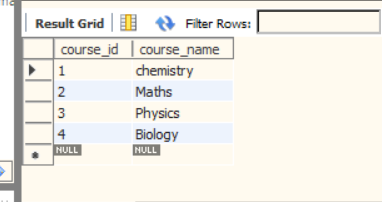 Result Grid Filter Rows:
course_id course_name
1 chemistry
2 Maths
3 Physics
4 Biology
NULL NULL